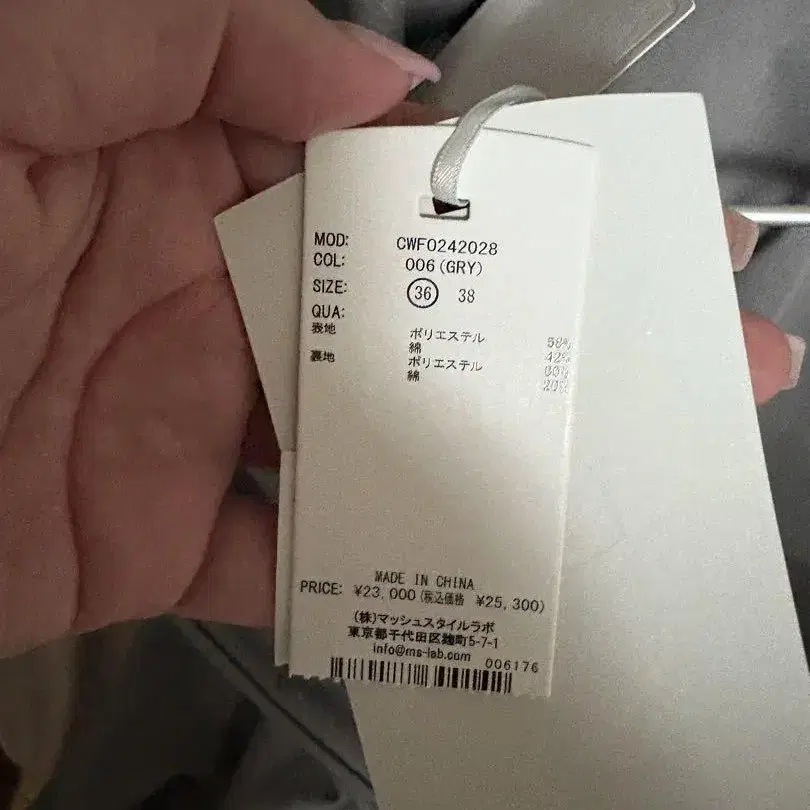 MOD: CWF0242028
COL: 006(GRY)
SIZE: 36 38
QUA:
表地 ポリエステル 58%
綿 42%
裏地 ポリエステル 80%
綿 20%
MADE IN CHINA
PRICE: ¥23,000(税込価格 ¥25,300)
(株)マッシュスタイルラボ
東京都千代田区麹町5-7-1
info@ms-lab.com 006176